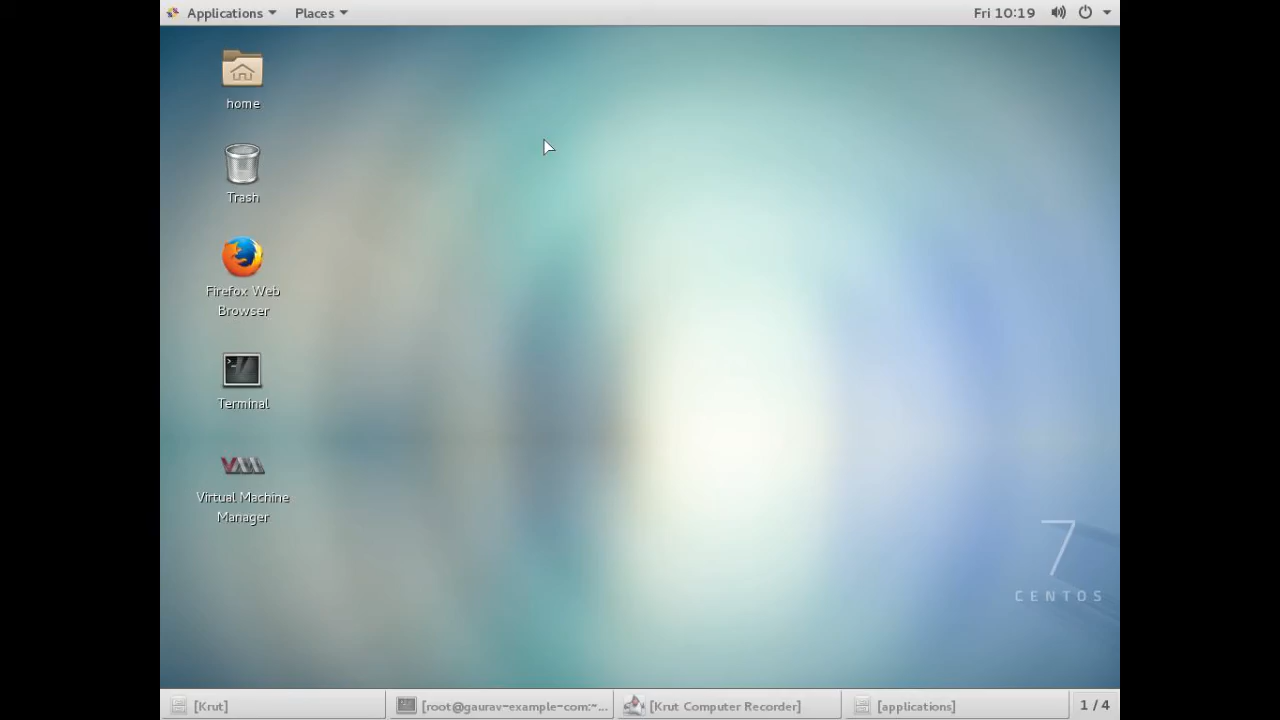 Applications
Places
Fri 10:19
home
Trash
Firefox Web
Browser
Terminal
Virtual Machine
Manager
7
CENTOS
[Krut]
[root@gaurav-example-com:~...
[Krut Computer Recorder]
[applications]
1 / 4